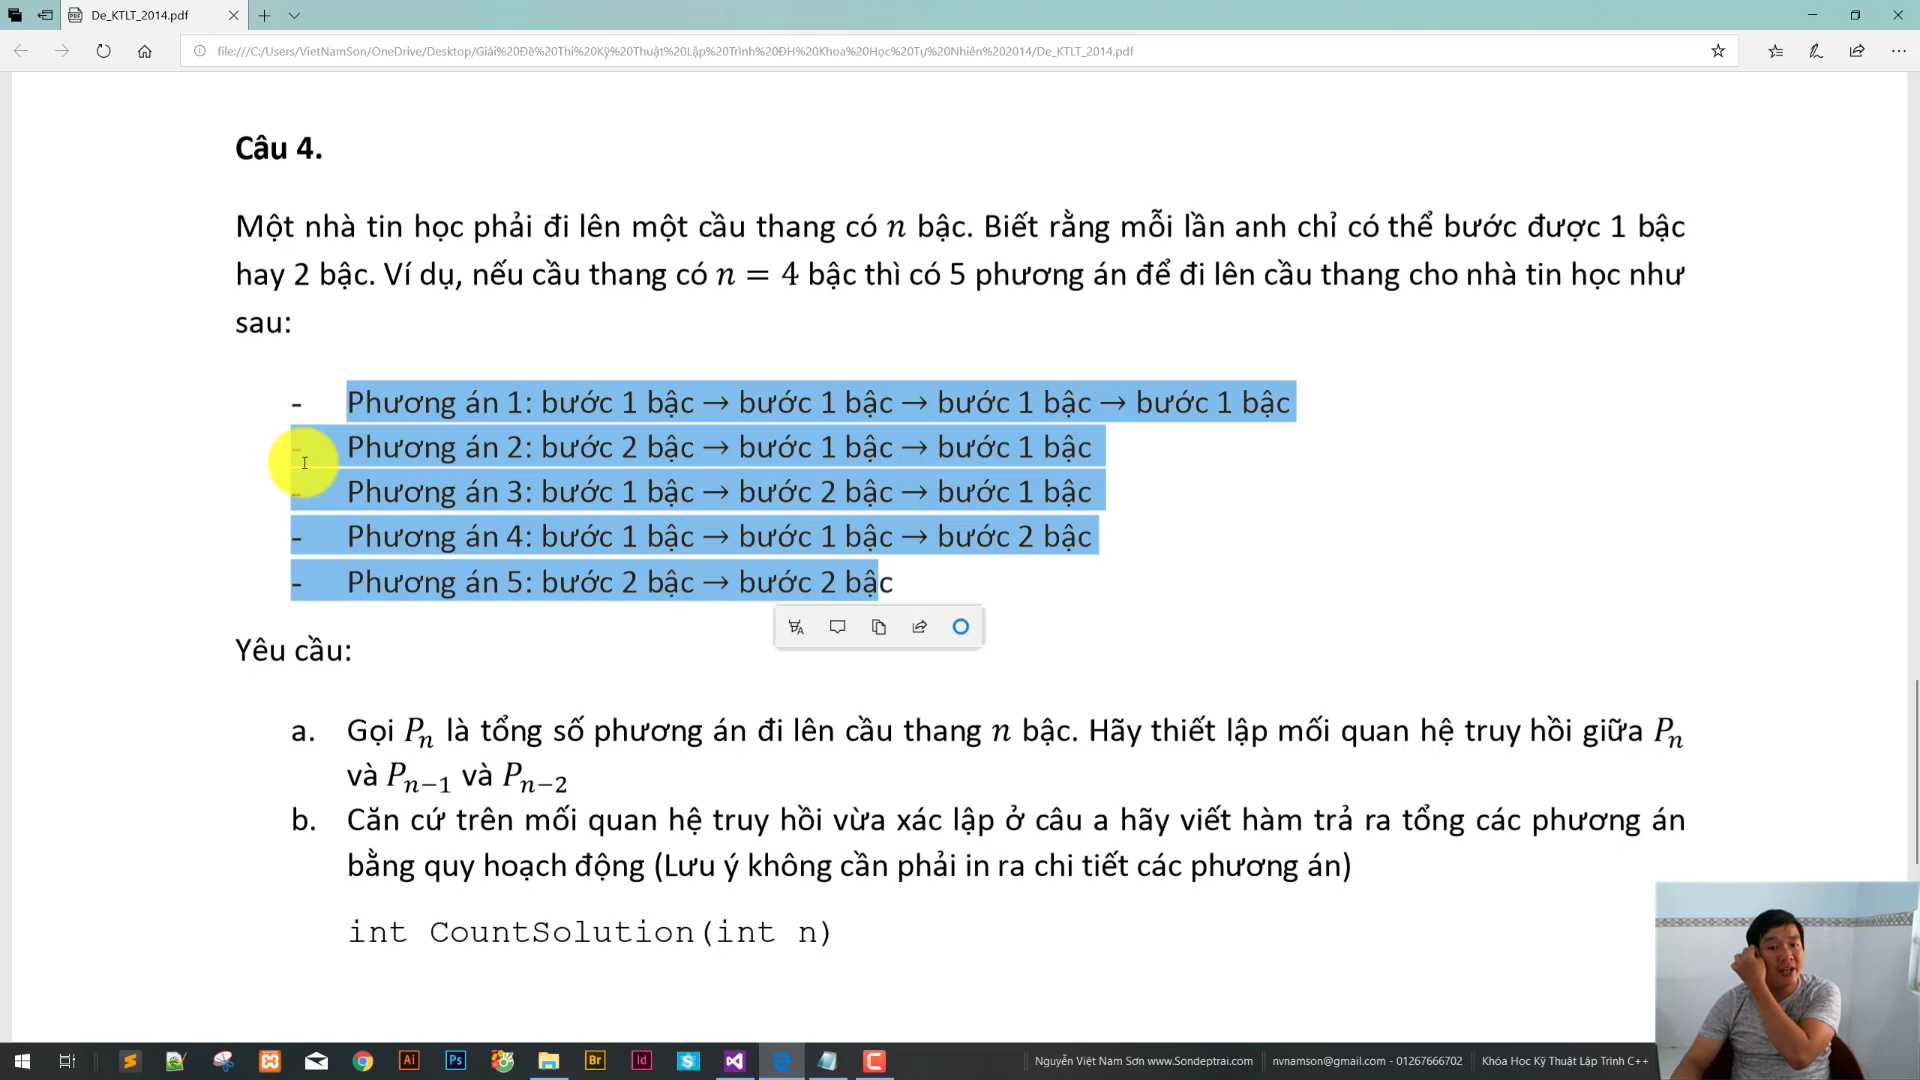 De_KTLT_2014.pdf
file:///C:/Users/VietNamSon/OneDrive/Desktop/Giải%20Đề%20Thi%20Kỹ%20Thuật%20Lập%20Trình%20ĐH%20Khoa%20Học%20Tự%20Nhiên%202014/De_KTLT_2014.pdf
Câu 4.
Một nhà tin học phải đi lên một cầu thang có n bậc. Biết rằng mỗi lần anh chỉ có thể bước được 1 bậc
hay 2 bậc. Ví dụ, nếu cầu thang có n = 4 bậc thì có 5 phương án để đi lên cầu thang cho nhà tin học như
sau:
- Phương án 1: bước 1 bậc → bước 1 bậc → bước 1 bậc → bước 1 bậc
- Phương án 2: bước 2 bậc → bước 1 bậc → bước 1 bậc
- Phương án 3: bước 1 bậc → bước 2 bậc → bước 1 bậc
- Phương án 4: bước 1 bậc → bước 1 bậc → bước 2 bậc
- Phương án 5: bước 2 bậc → bước 2 bậc
Yêu cầu:
a. Gọi Pₙ là tổng số phương án đi lên cầu thang n bậc. Hãy thiết lập mối quan hệ truy hồi giữa Pₙ
và Pₙ₋₁ và Pₙ₋₂
b. Căn cứ trên mối quan hệ truy hồi vừa xác lập ở câu a hãy viết hàm trả ra tổng các phương án
bằng quy hoạch động (Lưu ý không cần phải in ra chi tiết các phương án)
int CountSolution(int n)
Ai Ps Br Id
Nguyễn Việt Nam Sơn www.Sondeptrai.com nvnamson@gmail.com - 01267666702 Khóa Học Kỹ Thuật Lập Trình C++